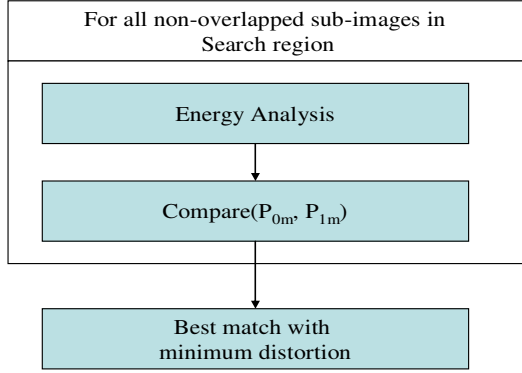 For all non-overlapped sub-images in
Search region
Energy Analysis
Compare(P₀ₘ, P₁ₘ)
Best match with
minimum distortion